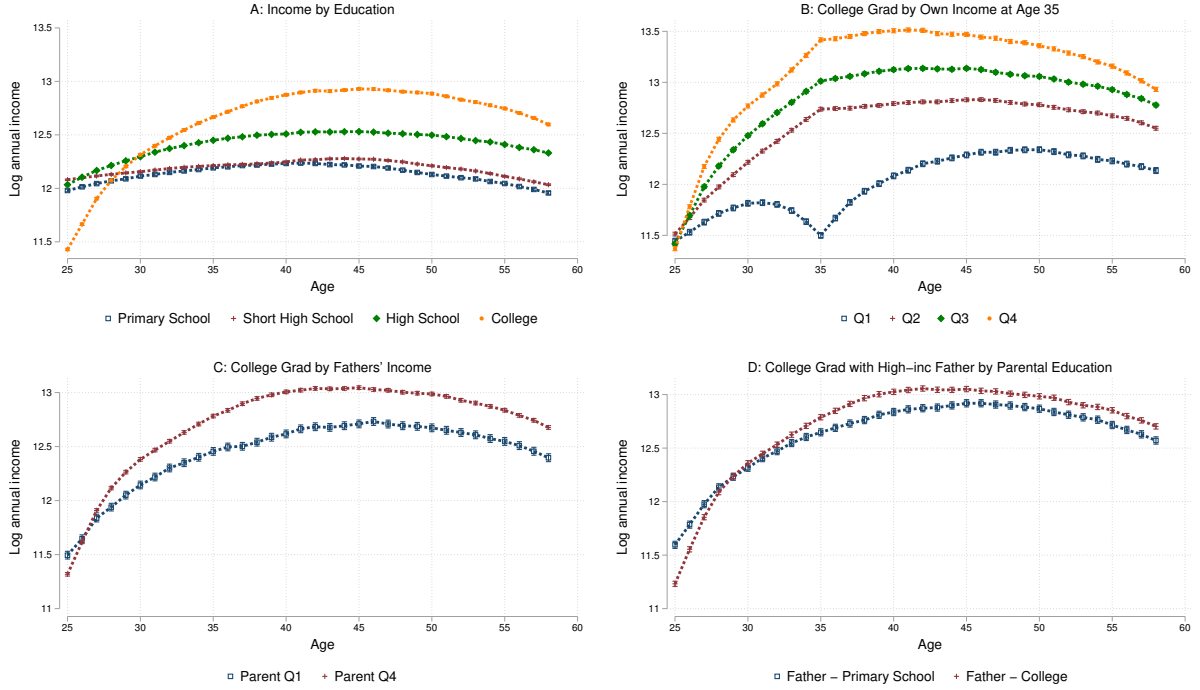 A: Income by Education
13.5
13
12.5
12
11.5
Log annual income
25 30 35 40 45 50 55 60
Age
Primary School Short High School High School College
B: College Grad by Own Income at Age 35
13.5
13
12.5
12
11.5
Log annual income
25 30 35 40 45 50 55 60
Age
Q1 Q2 Q3 Q4
C: College Grad by Fathers' Income
13
12.5
12
11.5
11
Log annual income
25 30 35 40 45 50 55 60
Age
Parent Q1 Parent Q4
D: College Grad with High−inc Father by Parental Education
13
12.5
12
11.5
11
Log annual income
25 30 35 40 45 50 55 60
Age
Father − Primary School Father − College